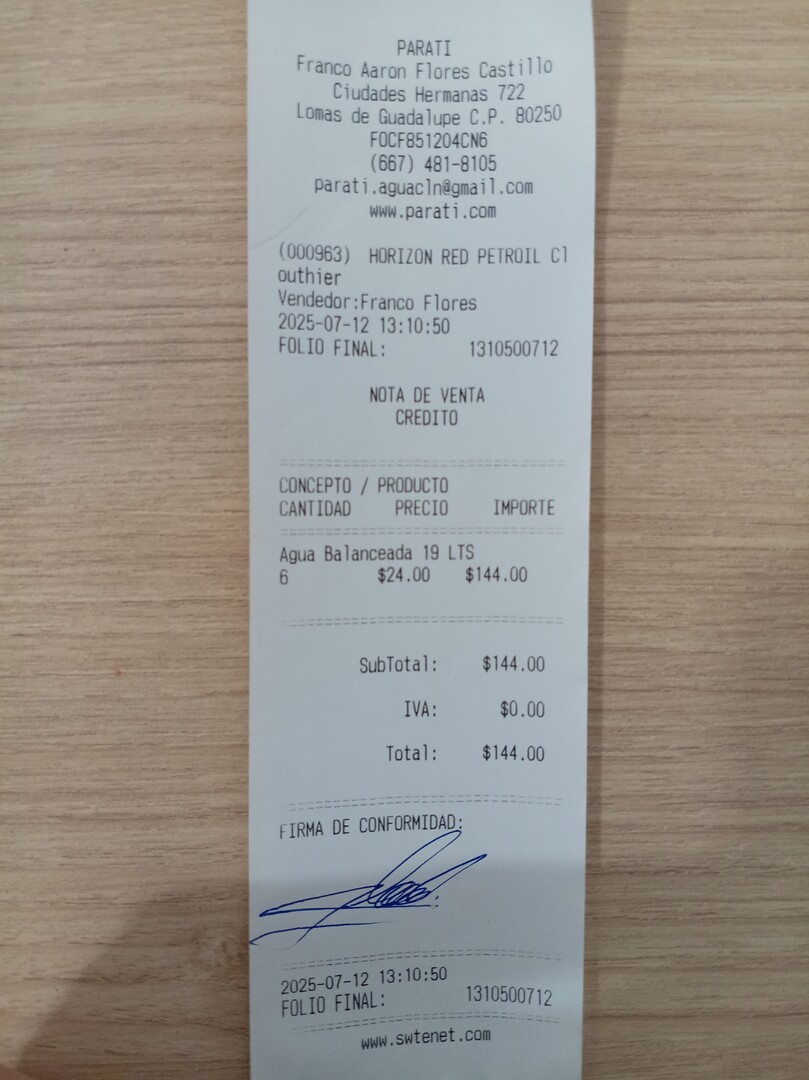 PARATI
Franco Aaron Flores Castillo
Ciudades Hermanas 722
Lomas de Guadalupe C.P. 80250
FOCF851204CN6
(667) 481-8105
parati.aguacln@gmail.com
www.parati.com
(000963) HORIZON RED PETROIL Cl
outhier
Vendedor:Franco Flores
2025-07-12 13:10:50
FOLIO FINAL: 1310500712
NOTA DE VENTA
CREDITO
CONCEPTO / PRODUCTO
CANTIDAD PRECIO IMPORTE
Agua Balanceada 19 LTS
6 $24.00 $144.00
SubTotal: $144.00
IVA: $0.00
Total: $144.00
FIRMA DE CONFORMIDAD:
2025-07-12 13:10:50
FOLIO FINAL: 1310500712
www.swtenet.com